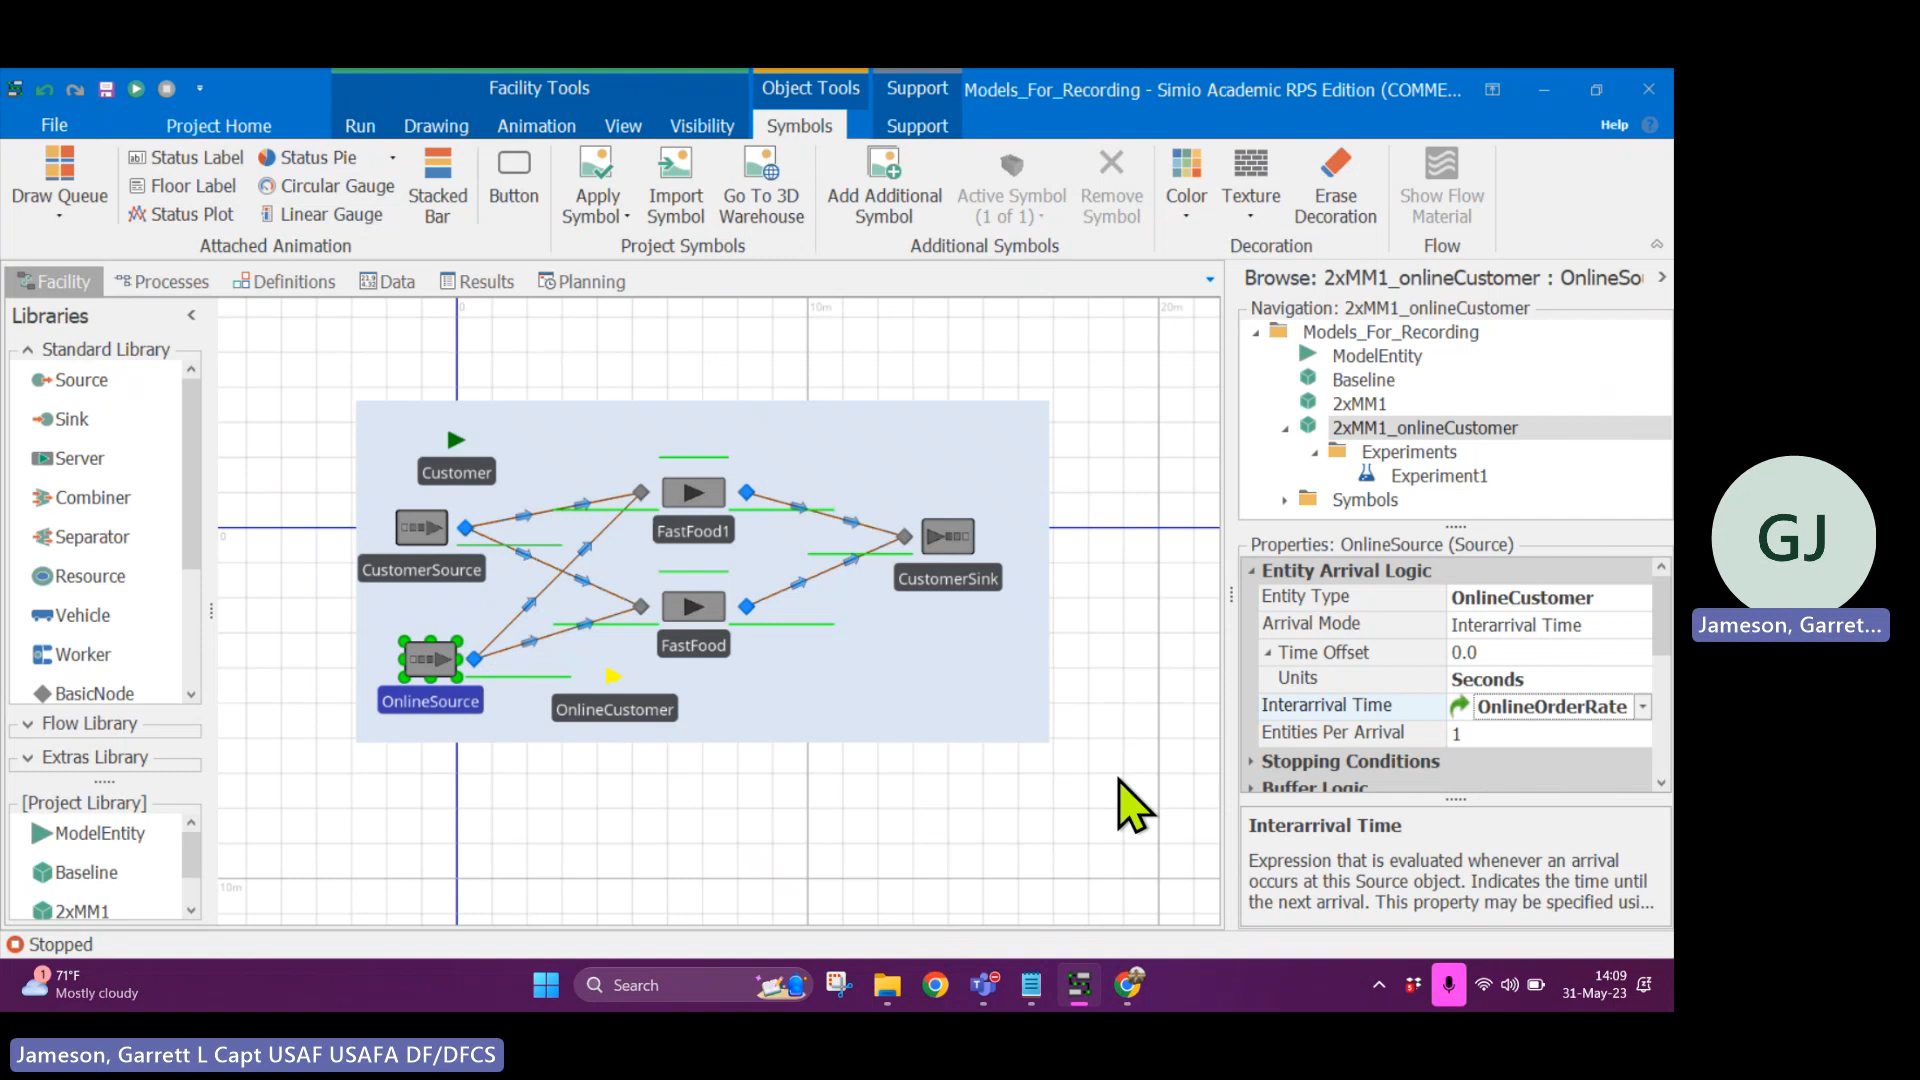 Facility Tools
Object Tools
Support
Models_For_Recording - Simio Academic RPS Edition (COMME...
File
Project Home
Run
Drawing
Animation
View
Visibility
Symbols
Support
Help
Draw Queue
Status Label
Floor Label
Status Plot
Status Pie
Circular Gauge
Linear Gauge
Stacked
Bar
Button
Apply
Symbol
Import
Symbol
Go To 3D
Warehouse
Add Additional
Symbol
Active Symbol
(1 of 1)
Remove
Symbol
Color
Texture
Erase
Decoration
Show Flow
Material
Attached Animation
Project Symbols
Additional Symbols
Decoration
Flow
Facility
Processes
Definitions
Data
Results
Planning
Libraries
Standard Library
Source
Sink
Server
Combiner
Separator
Resource
Vehicle
Worker
BasicNode
Flow Library
Extras Library
[Project Library]
ModelEntity
Baseline
2xMM1
0
10m
20m
0
10m
Customer
CustomerSource
FastFood1
CustomerSink
FastFood
OnlineSource
OnlineCustomer
Browse: 2xMM1_onlineCustomer : OnlineSou
Navigation: 2xMM1_onlineCustomer
Models_For_Recording
ModelEntity
Baseline
2xMM1
2xMM1_onlineCustomer
Experiments
Experiment1
Symbols
Properties: OnlineSource (Source)
Entity Arrival Logic
Entity Type OnlineCustomer
Arrival Mode Interarrival Time
Time Offset 0.0
Units Seconds
Interarrival Time OnlineOrderRate
Entities Per Arrival 1
Stopping Conditions
Buffer Logic
Interarrival Time
Expression that is evaluated whenever an arrival
occurs at this Source object. Indicates the time until
the next arrival. This property may be specified usi...
Stopped
1
71°F
Mostly cloudy
Search
14:09
31-May-23
GJ
Jameson, Garret...
Jameson, Garrett L Capt USAF USAFA DF/DFCS